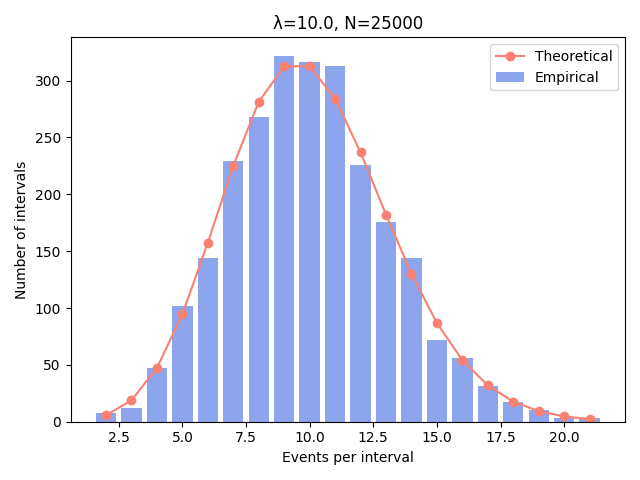 λ=10.0, N=25000
Theoretical
Empirical
Number of intervals
300
250
200
150
100
50
0
2.5 5.0 7.5 10.0 12.5 15.0 17.5 20.0
Events per interval